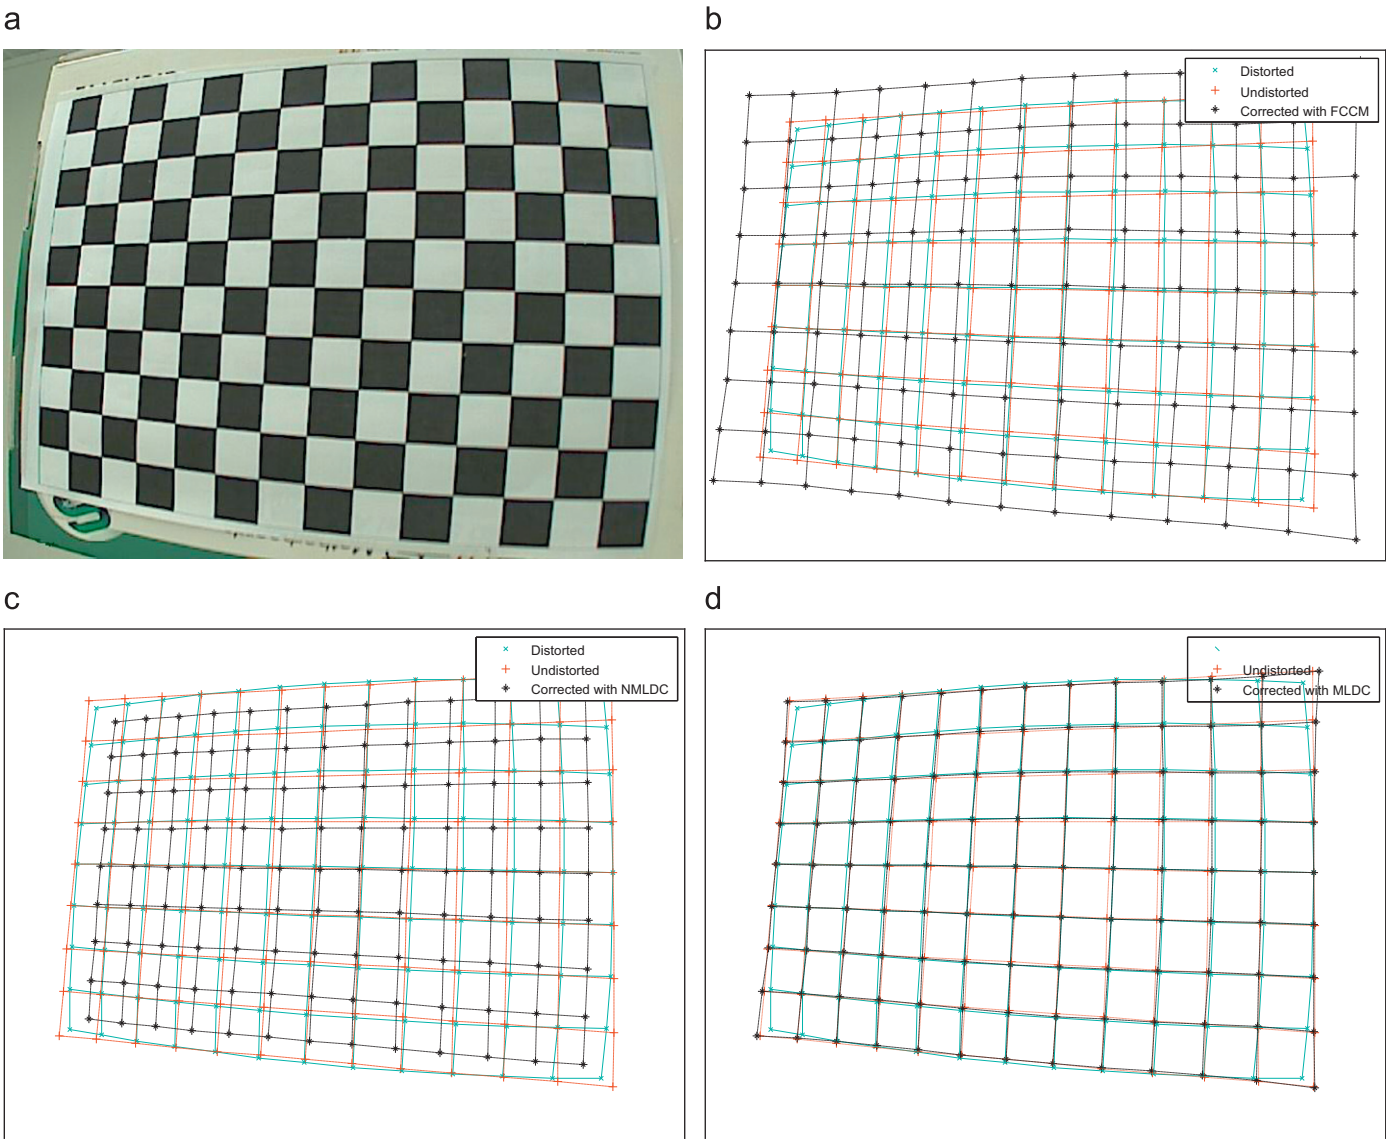 a
b
Distorted
Undistorted
Corrected with FCCM
c
Distorted
Undistorted
Corrected with NMLDC
d
Undistorted
Corrected with MLDC